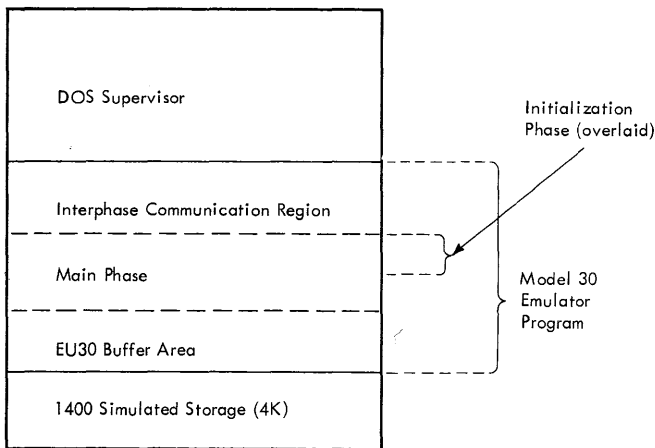 DOS Supervisor
Initialization
Phase (overlaid)
Interphase Communication Region
Main Phase
Model 30
Emulator
Program
EU30 Buffer Area
1400 Simulated Storage (4K)